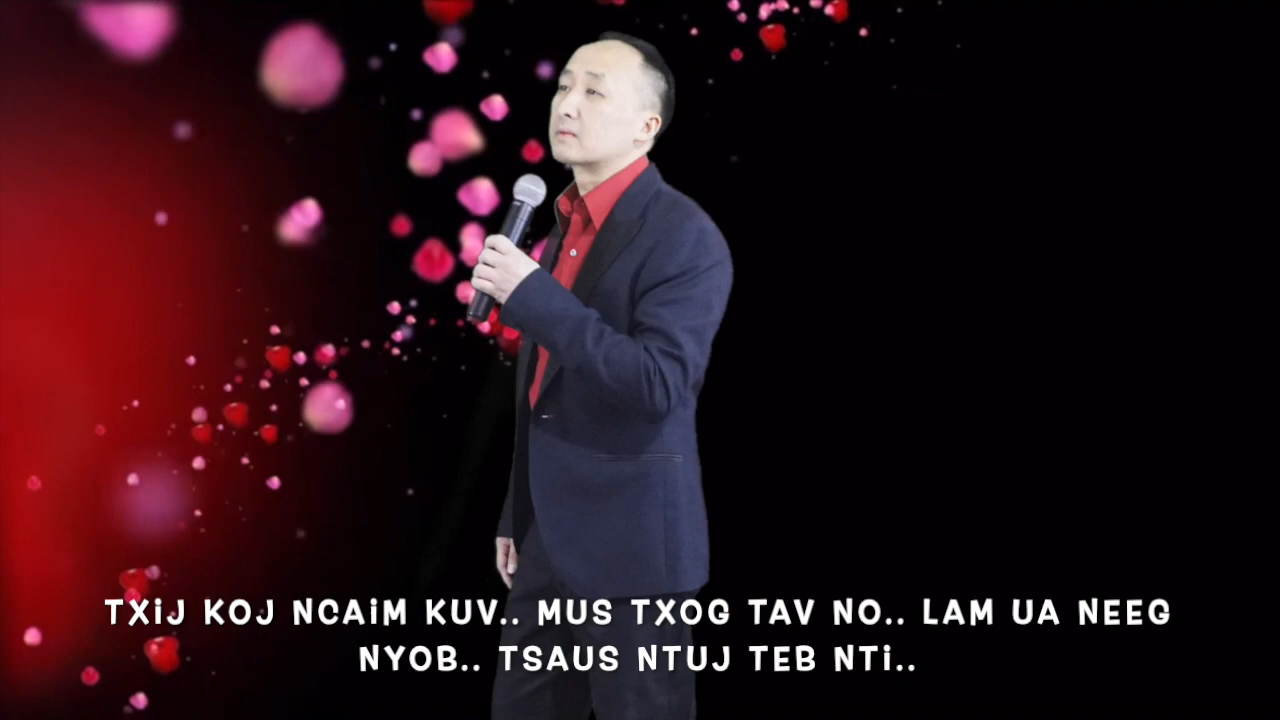 TXiJ KOJ NCAiM KUV.. MUS TXOG TAV NO.. LAM UA NEEG
NYOB.. TSAUS NTUJ TEB NTi..